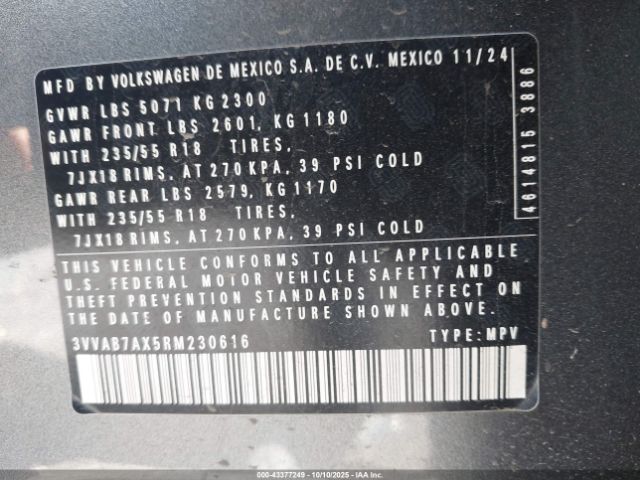 MFD BY VOLKSWAGEN DE MEXICO S.A. DE C.V. MEXICO 11/24
GVWR LBS 5071 KG 2300
GAWR FRONT LBS 2601, KG 1180
WITH 235/55 R18 TIRES,
7JX18 RIMS, AT 270 KPA, 39 PSI COLD
GAWR REAR LBS 2579, KG 1170
WITH 235/55 R18 TIRES,
7JX18 RIMS, AT 270 KPA, 39 PSI COLD
4614815 3886
THIS VEHICLE CONFORMS TO ALL APPLICABLE
U.S. FEDERAL MOTOR VEHICLE SAFETY AND
THEFT PREVENTION STANDARDS IN EFFECT ON
THE DATE OF MANUFACTURE SHOWN ABOVE.
3VVAB7AX5RM230616 TYPE: MPV
000-43377249 - 10/10/2025 - IAA, LLC